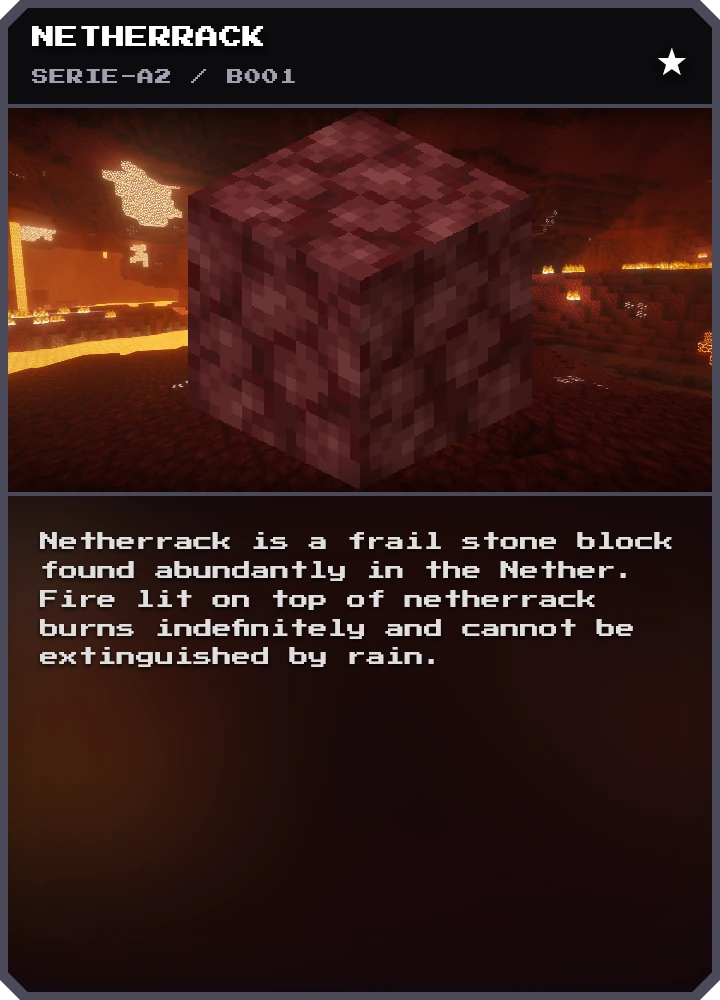 NETHERRACK
SERIE-A2 / B001
Netherrack is a frail stone block
found abundantly in the Nether.
Fire lit on top of netherrack
burns indefinitely and cannot be
extinguished by rain.